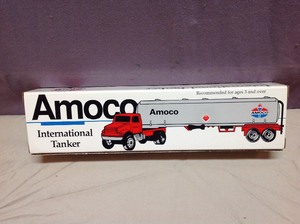 Recommended for ages 3 and over
Amoco
Amoco
International
Tanker